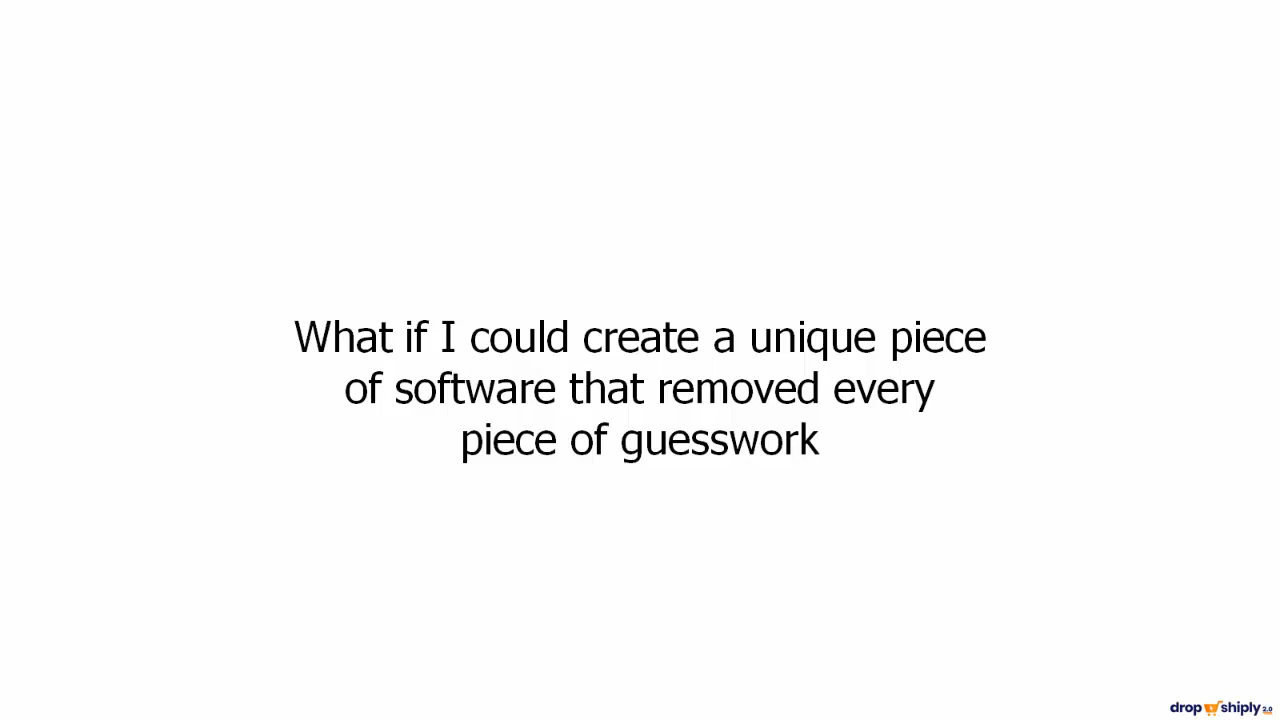 What if I could create a unique piece
of software that removed every
piece of guesswork
drop shiply 2.0